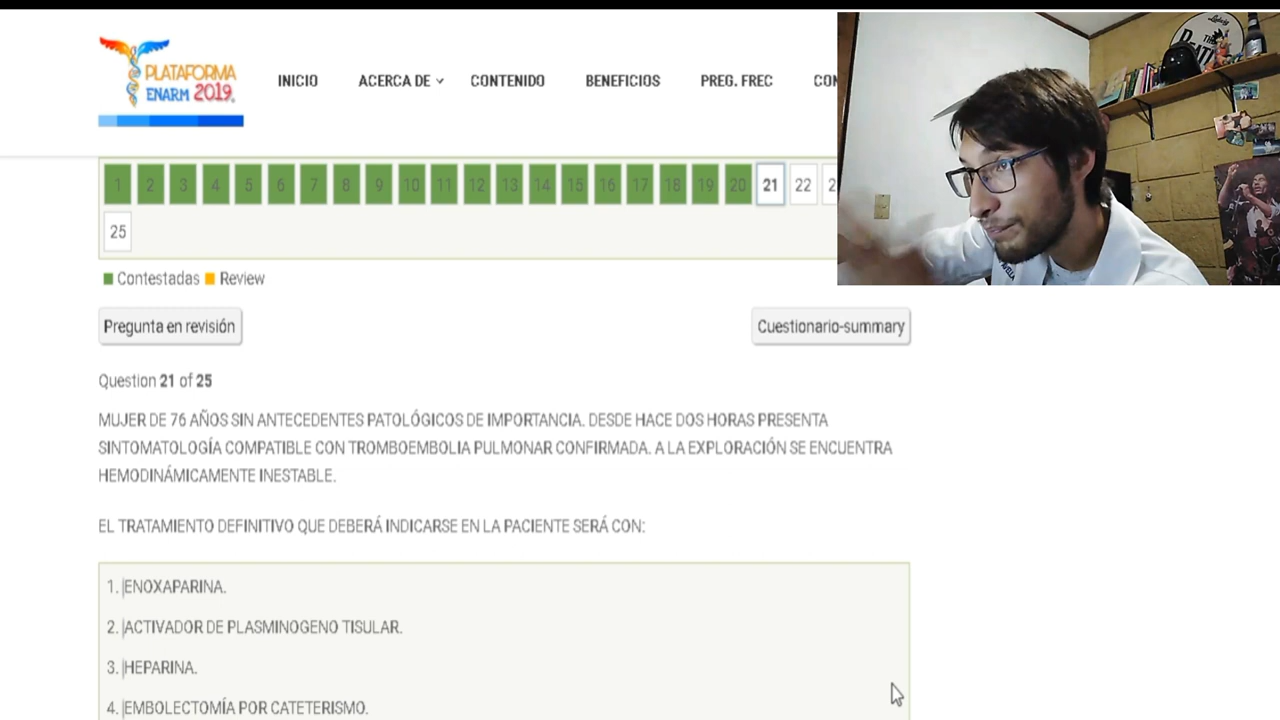 PLATAFORMA
ENARM 2019
INICIO ACERCA DE CONTENIDO BENEFICIOS PREG. FREC
1 2 3 4 5 6 7 8 9 10 11 12 13 14 15 16 17 18 19 20 21 22
25
Contestadas Review
Pregunta en revisión Cuestionario-summary
Question 21 of 25
MUJER DE 76 AÑOS SIN ANTECEDENTES PATOLÓGICOS DE IMPORTANCIA. DESDE HACE DOS HORAS PRESENTA
SINTOMATOLOGÍA COMPATIBLE CON TROMBOEMBOLIA PULMONAR CONFIRMADA. A LA EXPLORACIÓN SE ENCUENTRA
HEMODINÁMICAMENTE INESTABLE.
EL TRATAMIENTO DEFINITIVO QUE DEBERÁ INDICARSE EN LA PACIENTE SERÁ CON:
1. ENOXAPARINA.
2. ACTIVADOR DE PLASMINOGENO TISULAR.
3. HEPARINA.
4. EMBOLECTOMÍA POR CATETERISMO.